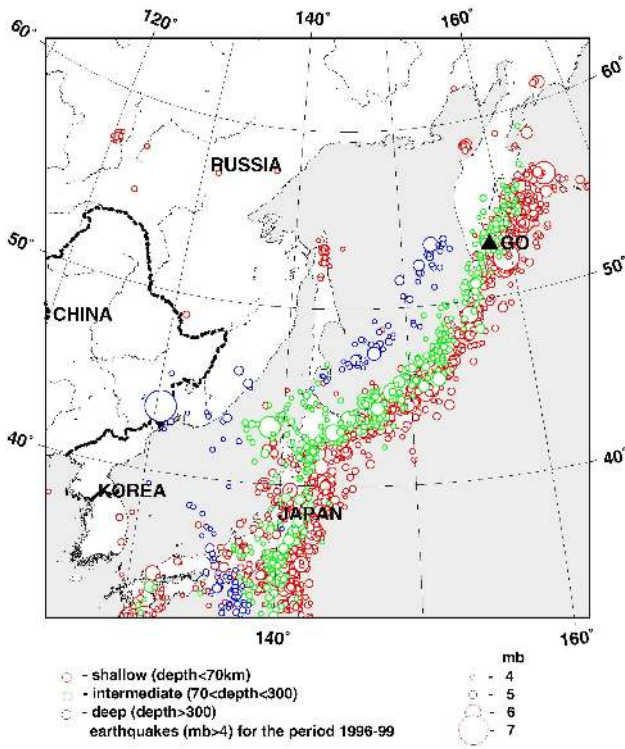 120° 140° 160°
60°
60°
RUSSIA
50°
GO
50°
CHINA
40°
40°
KOREA
JAPAN
140° 160°
mb
- shallow (depth<70km) - 4
- intermediate (70<depth<300) - 5
- deep (depth>300) - 6
earthquakes (mb>4) for the period 1996-99 - 7